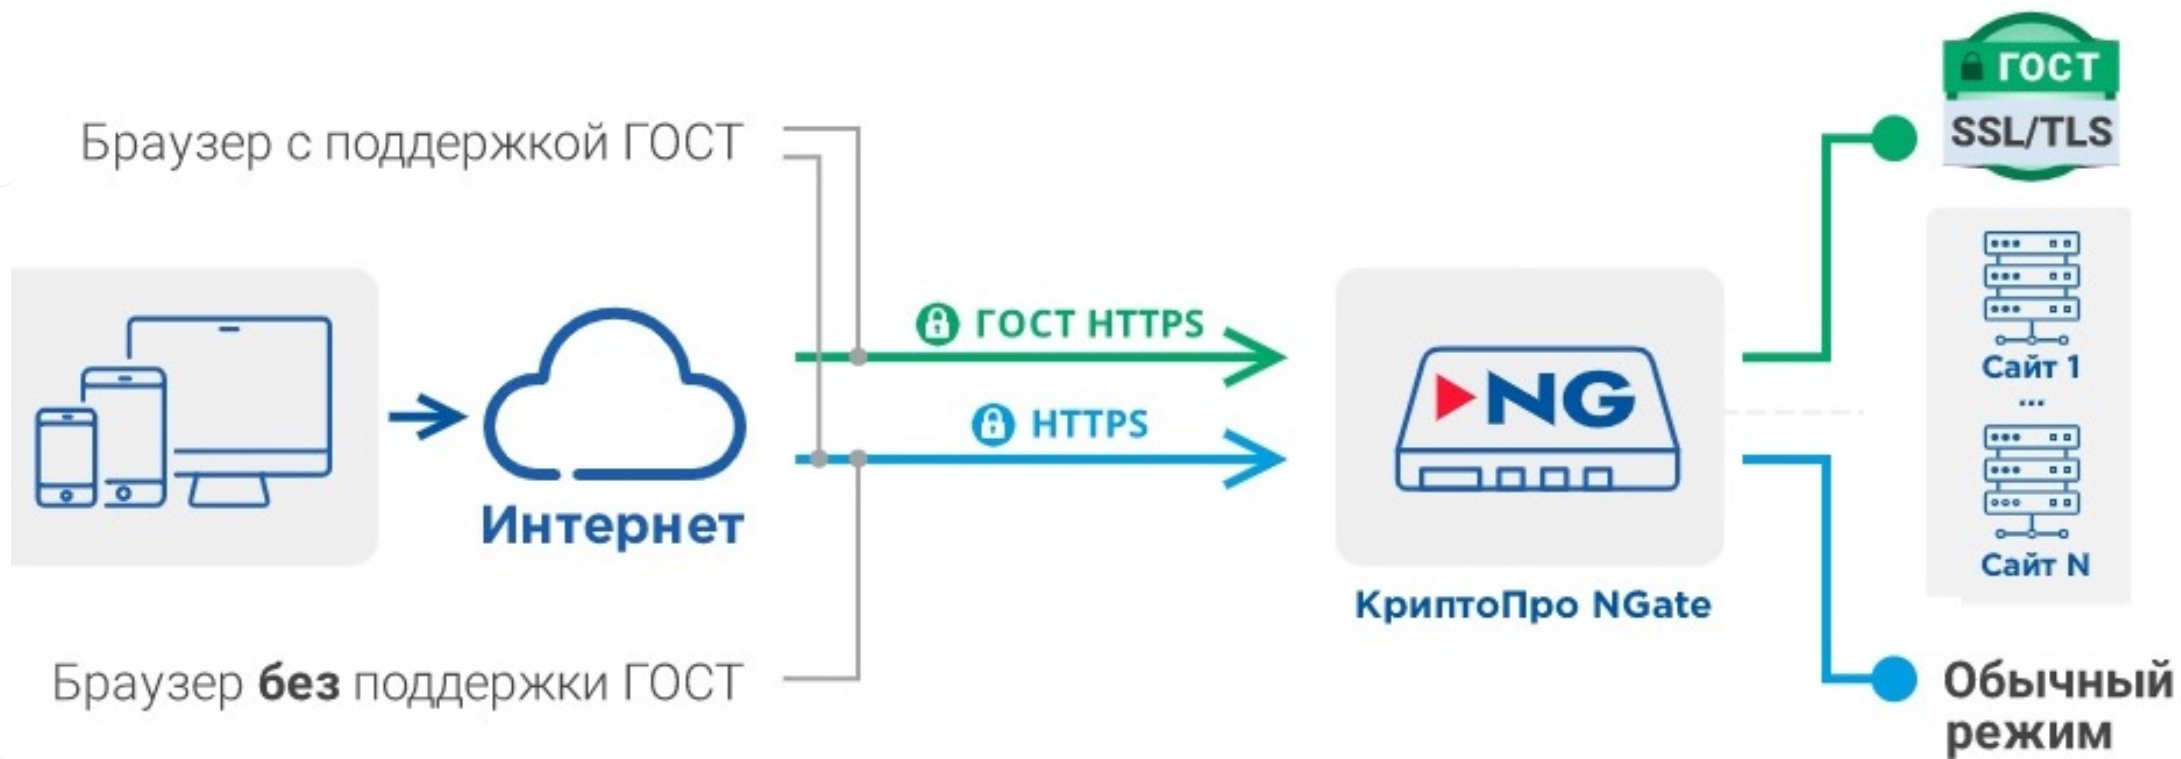 ГОСТ
SSL/TLS
Браузер с поддержкой ГОСТ
ГОСТ HTTPS
HTTPS
NG
Интернет
КриптоПро NGate
Сайт 1
...
Сайт N
Браузер без поддержки ГОСТ
Обычный
режим